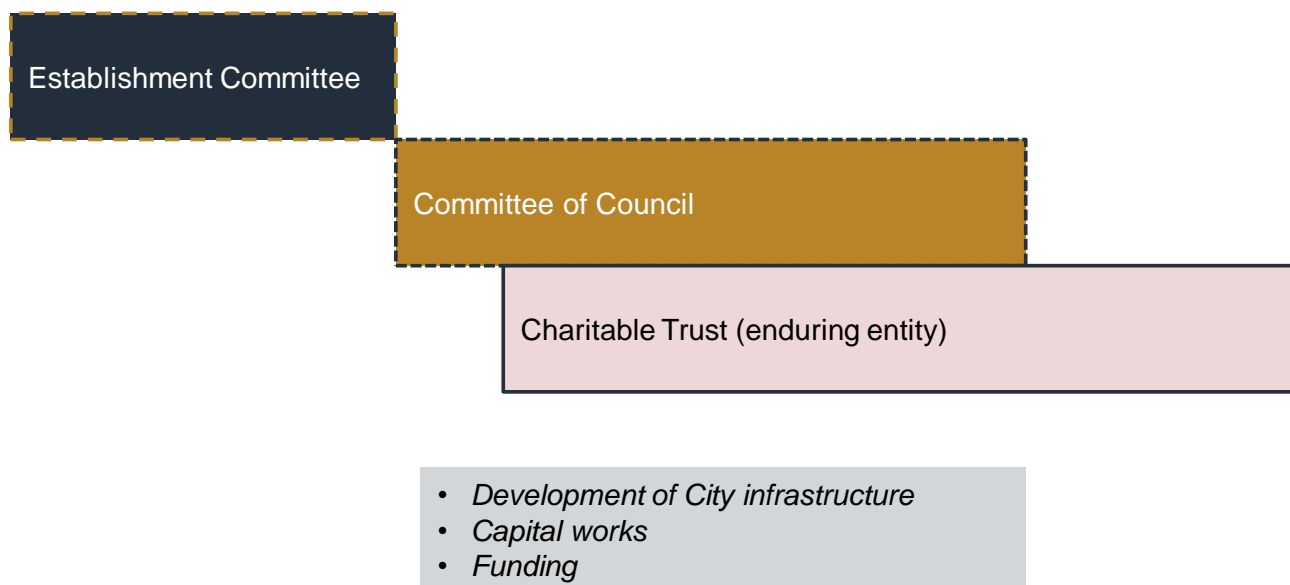 Establishment Committee
Committee of Council
Charitable Trust (enduring entity)
• Development of City infrastructure
• Capital works
• Funding